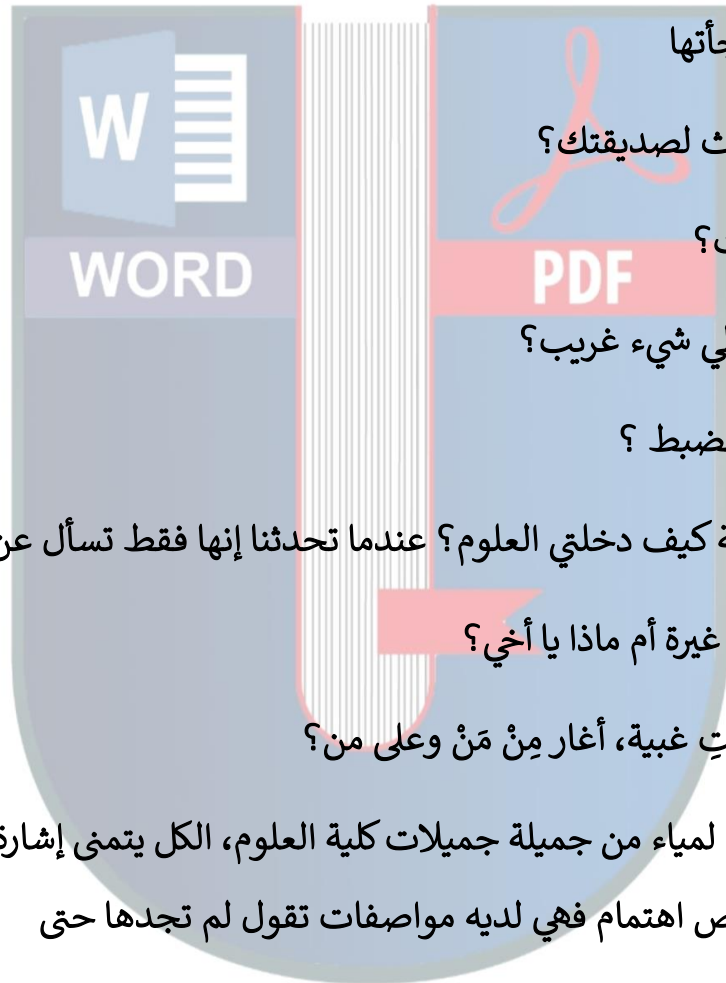 W
WORD
PDF
جأتها
ث لصديقتك؟
ك؟
لي شيء غريب؟
ضبط ؟
ة كيف دخلتي العلوم؟ عندما تحدثنا إنها فقط تسأل عن
غيرة أم ماذا يا أخي؟
تِ غبية، أغار مِنْ مَنْ وعلى من؟
لمياء من جميلة جميلات كلية العلوم، الكل يتمنى إشارة
ص اهتمام فهي لديه مواصفات تقول لم تجدها حتى